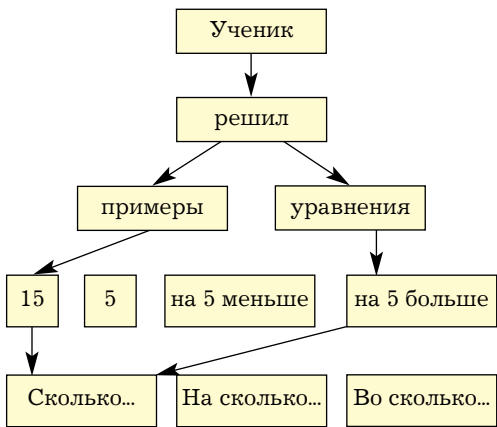 Ученик
решил
примеры
уравнения
15
5
на 5 меньше
на 5 больше
Сколько...
На сколько...
Во сколько...